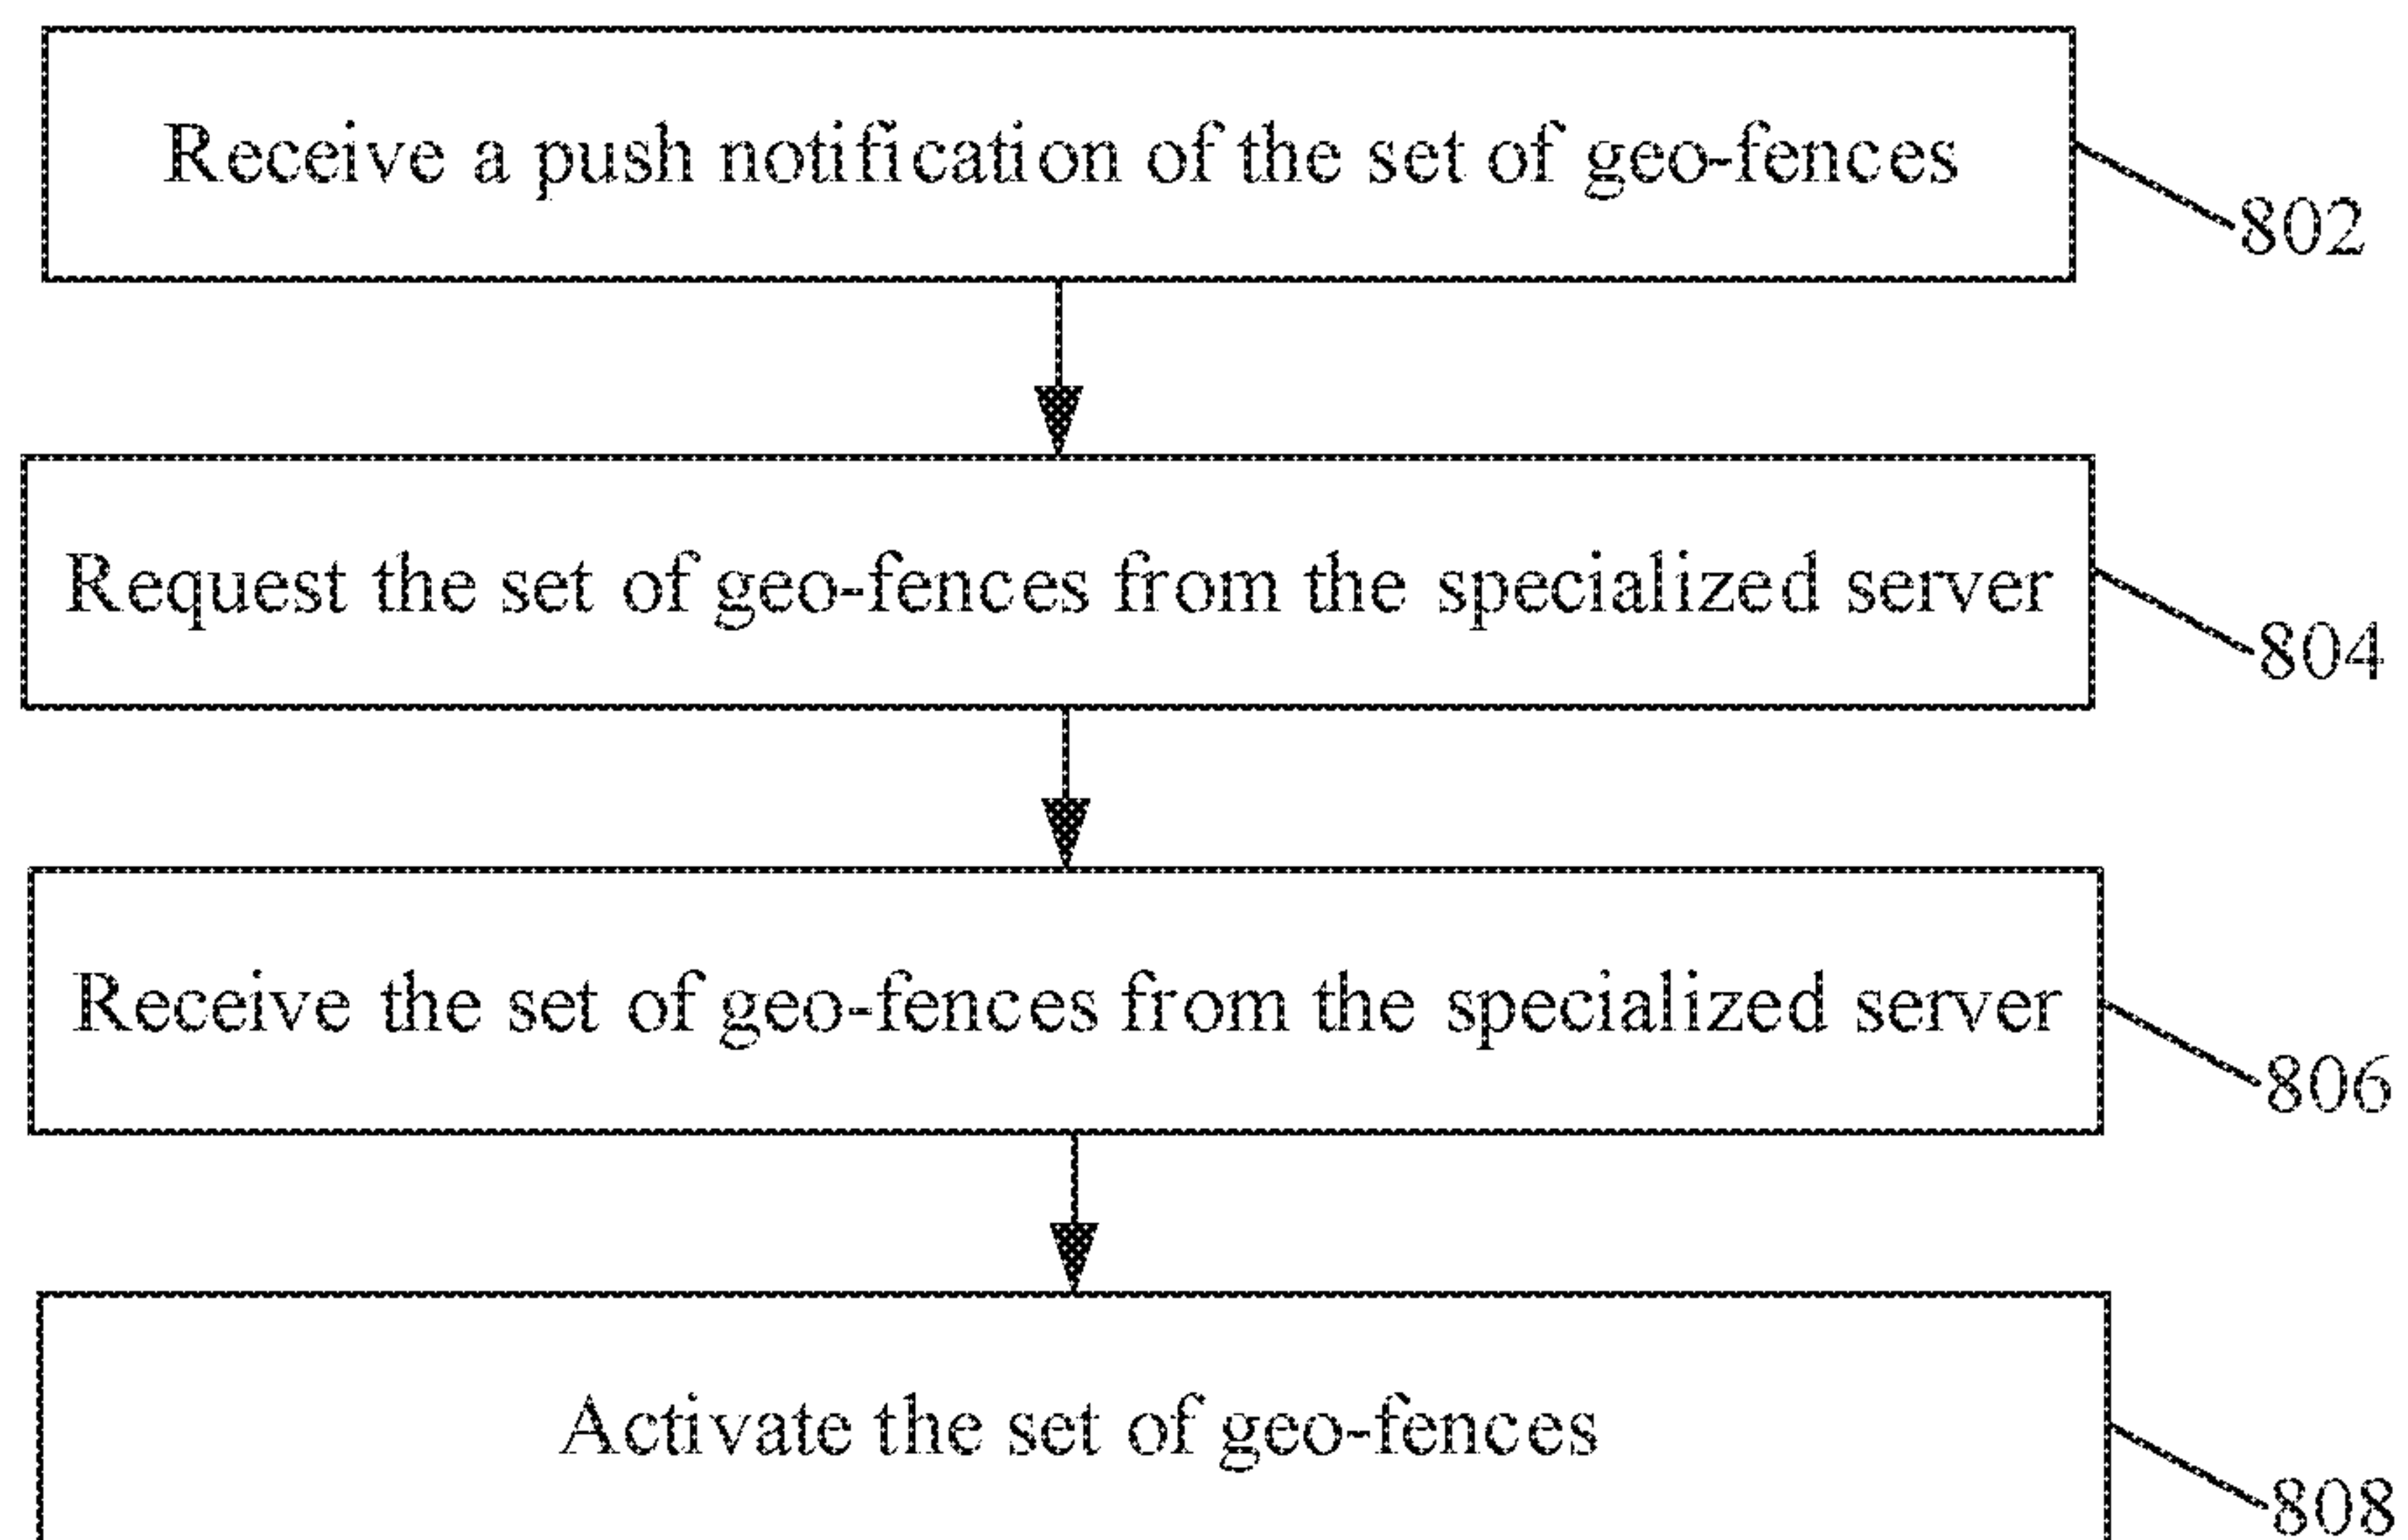 Receive a push notification of the set of geo-fences
802
Request the set of geo-fences from the specialized server
804
Receive the set of geo-fences from the specialized server
806
Activate the set of geo-fences
808